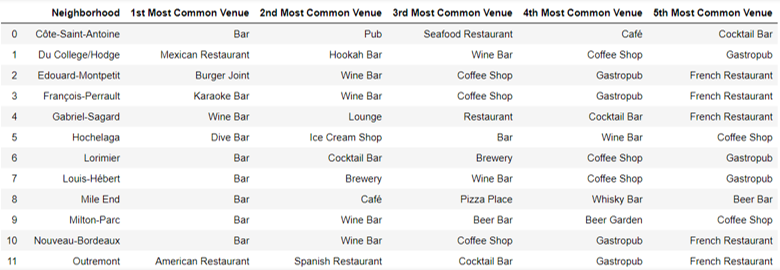 Neighborhood 1st Most Common Venue 2nd Most Common Venue 3rd Most Common Venue 4th Most Common Venue 5th Most Common Venue
0 Côte-Saint-Antoine Bar Pub Seafood Restaurant Café Cocktail Bar
1 Du College/Hodge Mexican Restaurant Hookah Bar Wine Bar Coffee Shop Gastropub
2 Edouard-Montpetit Burger Joint Wine Bar Coffee Shop Gastropub French Restaurant
3 François-Perrault Karaoke Bar Wine Bar Coffee Shop Gastropub French Restaurant
4 Gabriel-Sagard Wine Bar Lounge Restaurant Cocktail Bar French Restaurant
5 Hochelaga Dive Bar Ice Cream Shop Bar Wine Bar Coffee Shop
6 Lorimier Bar Cocktail Bar Brewery Coffee Shop Gastropub
7 Louis-Hébert Bar Brewery Wine Bar Coffee Shop Gastropub
8 Mile End Bar Café Pizza Place Whisky Bar Beer Bar
9 Milton-Parc Bar Wine Bar Beer Bar Beer Garden Coffee Shop
10 Nouveau-Bordeaux Bar Wine Bar Coffee Shop Gastropub French Restaurant
11 Outremont American Restaurant Spanish Restaurant Cocktail Bar Gastropub French Restaurant